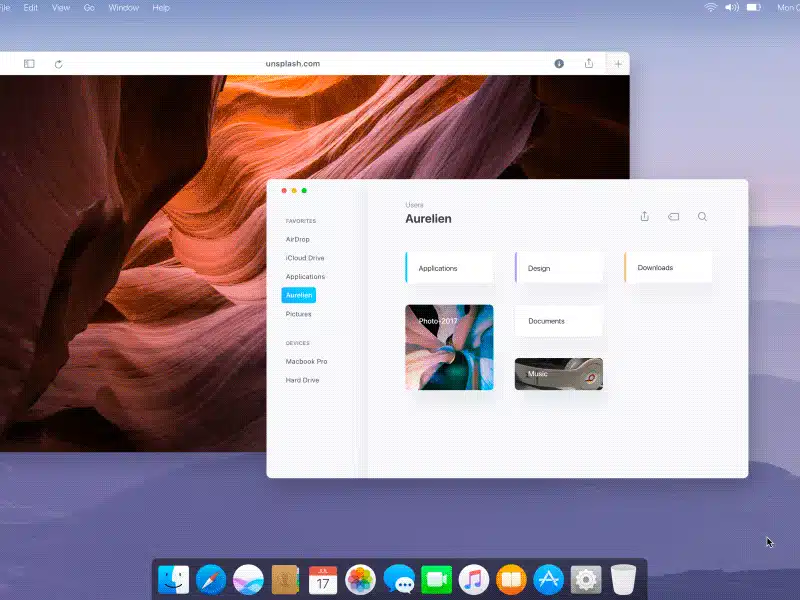 File Edit View Go Window Help
Mon
unsplash.com
Users
Aurelien
FAVORITES
AirDrop
iCloud Drive
Applications
Aurelien
Pictures
DEVICES
Macbook Pro
Hard Drive
Applications
Design
Downloads
Photo-2017
Documents
Music
JUL
17